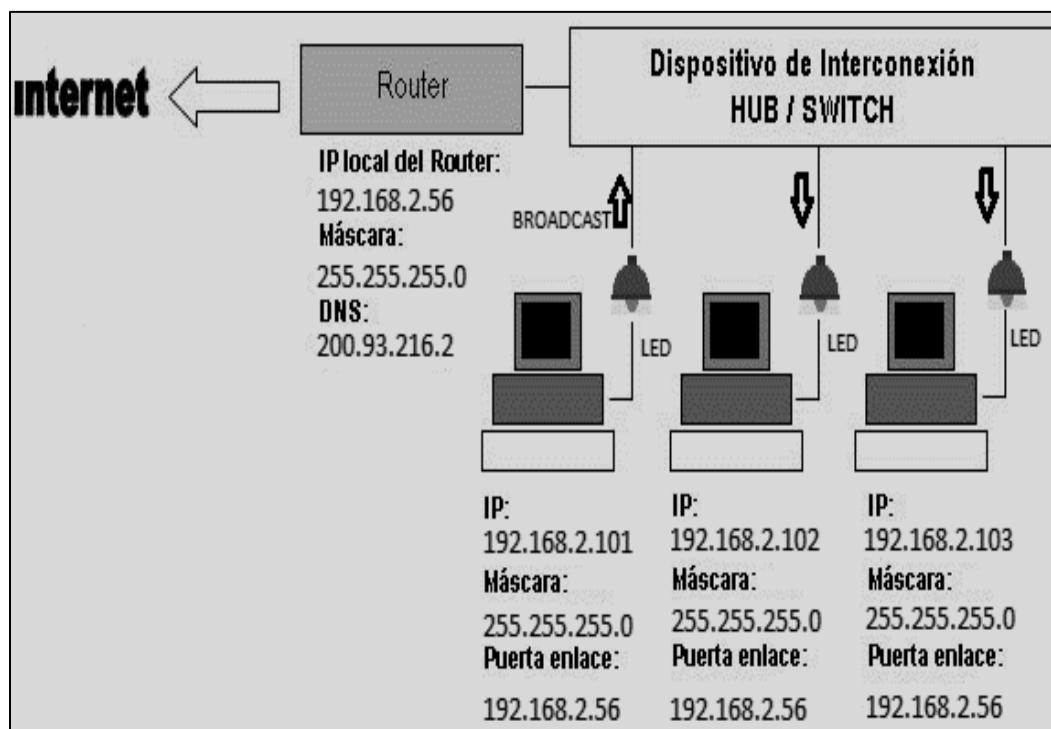 ınternet
Router
Dispositivo de Interconexión
HUB / SWITCH
IP local del Router:
192.168.2.56
Máscara:
255.255.255.0
DNS:
200.93.216.2
BROADCAST
LED
LED
LED
IP:
192.168.2.101
Máscara:
255.255.255.0
Puerta enlace:
192.168.2.56
IP:
192.168.2.102
Máscara:
255.255.255.0
Puerta enlace:
192.168.2.56
IP:
192.168.2.103
Máscara:
255.255.255.0
Puerta enlace:
192.168.2.56